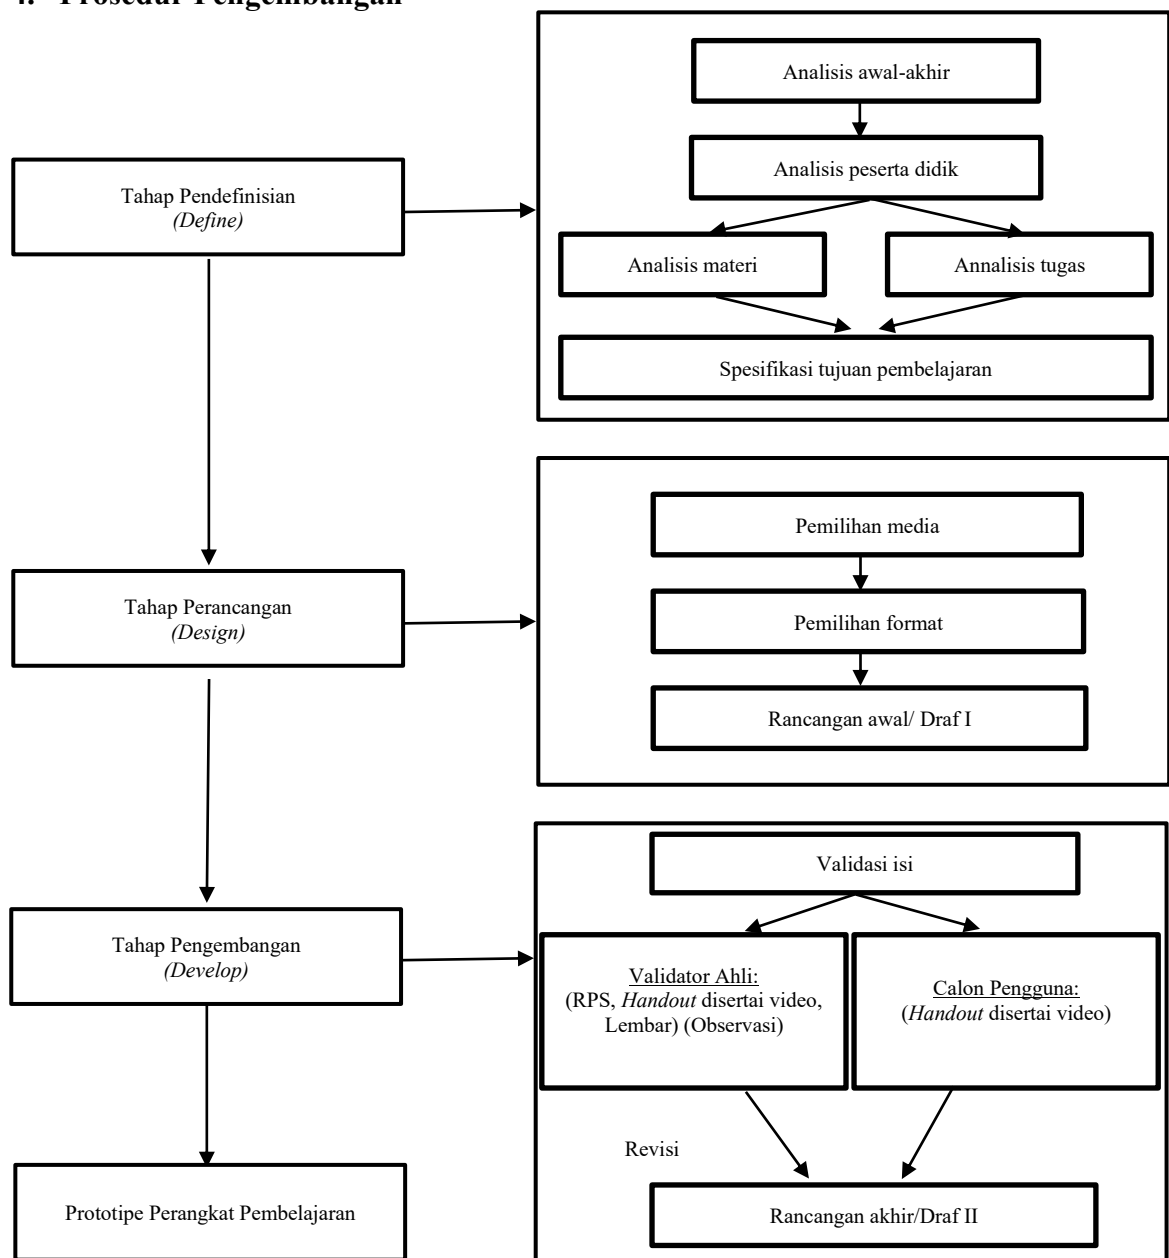 4. Prosedur Pengembangan
Analisis awal-akhir
Analisis peserta didik
Tahap Pendefinisian
(Define)
Analisis materi
Annalisis tugas
Spesifikasi tujuan pembelajaran
Pemilihan media
Tahap Perancangan
(Design)
Pemilihan format
Rancangan awal/ Draf I
Validasi isi
Tahap Pengembangan
(Develop)
Validator Ahli:
(RPS, Handout disertai video,
Lembar) (Observasi)
Calon Pengguna:
(Handout disertai video)
Revisi
Prototipe Perangkat Pembelajaran
Rancangan akhir/Draf II